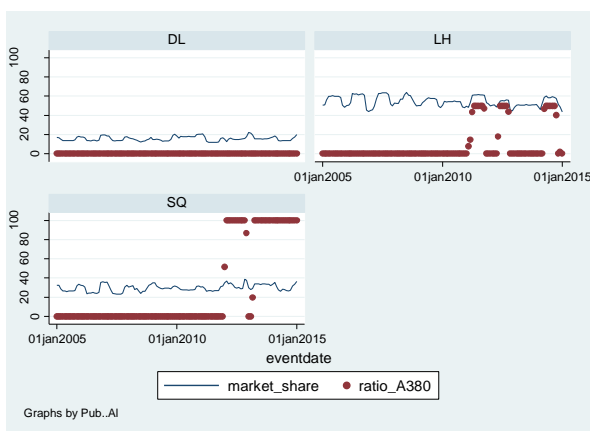 DL
LH
0 20 40 60 80 100
01jan2005 01jan2010 01jan2015
SQ
0 20 40 60 80 100
01jan2005 01jan2010 01jan2015
eventdate
market_share ratio_A380
Graphs by Pub..Al